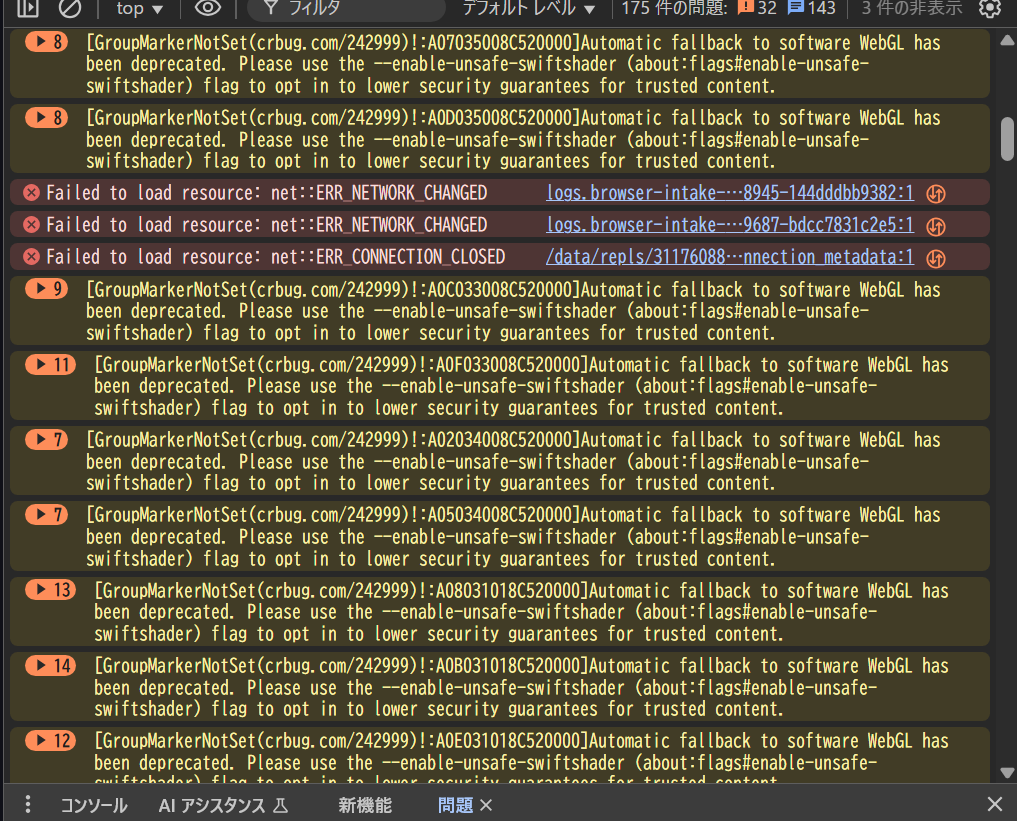 top ▼ フィルタ デフォルト レベル ▼ 175 件の問題: 32 143 3 件の非表示
8 [GroupMarkerNotSet(crbug.com/242999)!:A07035008C520000]Automatic fallback to software WebGL has
been deprecated. Please use the --enable-unsafe-swiftshader (about:flags#enable-unsafe-
swiftshader) flag to opt in to lower security guarantees for trusted content.
8 [GroupMarkerNotSet(crbug.com/242999)!:A0D035008C520000]Automatic fallback to software WebGL has
been deprecated. Please use the --enable-unsafe-swiftshader (about:flags#enable-unsafe-
swiftshader) flag to opt in to lower security guarantees for trusted content.
Failed to load resource: net::ERR_NETWORK_CHANGED logs.browser-intake-…8945-144dddbb9382:1
Failed to load resource: net::ERR_NETWORK_CHANGED logs.browser-intake-…9687-bdcc7831c2e5:1
Failed to load resource: net::ERR_CONNECTION_CLOSED /data/repls/31176088…nnection_metadata:1
9 [GroupMarkerNotSet(crbug.com/242999)!:A0C033008C520000]Automatic fallback to software WebGL has
been deprecated. Please use the --enable-unsafe-swiftshader (about:flags#enable-unsafe-
swiftshader) flag to opt in to lower security guarantees for trusted content.
11 [GroupMarkerNotSet(crbug.com/242999)!:A0F033008C520000]Automatic fallback to software WebGL has
been deprecated. Please use the --enable-unsafe-swiftshader (about:flags#enable-unsafe-
swiftshader) flag to opt in to lower security guarantees for trusted content.
7 [GroupMarkerNotSet(crbug.com/242999)!:A02034008C520000]Automatic fallback to software WebGL has
been deprecated. Please use the --enable-unsafe-swiftshader (about:flags#enable-unsafe-
swiftshader) flag to opt in to lower security guarantees for trusted content.
7 [GroupMarkerNotSet(crbug.com/242999)!:A05034008C520000]Automatic fallback to software WebGL has
been deprecated. Please use the --enable-unsafe-swiftshader (about:flags#enable-unsafe-
swiftshader) flag to opt in to lower security guarantees for trusted content.
13 [GroupMarkerNotSet(crbug.com/242999)!:A08031018C520000]Automatic fallback to software WebGL has
been deprecated. Please use the --enable-unsafe-swiftshader (about:flags#enable-unsafe-
swiftshader) flag to opt in to lower security guarantees for trusted content.
14 [GroupMarkerNotSet(crbug.com/242999)!:A0B031018C520000]Automatic fallback to software WebGL has
been deprecated. Please use the --enable-unsafe-swiftshader (about:flags#enable-unsafe-
swiftshader) flag to opt in to lower security guarantees for trusted content.
12 [GroupMarkerNotSet(crbug.com/242999)!:A0E031018C520000]Automatic fallback to software WebGL has
been deprecated. Please use the --enable-unsafe-swiftshader (about:flags#enable-unsafe-
swiftshader) flag to opt in to lower security guarantees for trusted content.
コンソール AI アシスタンス 新機能 問題